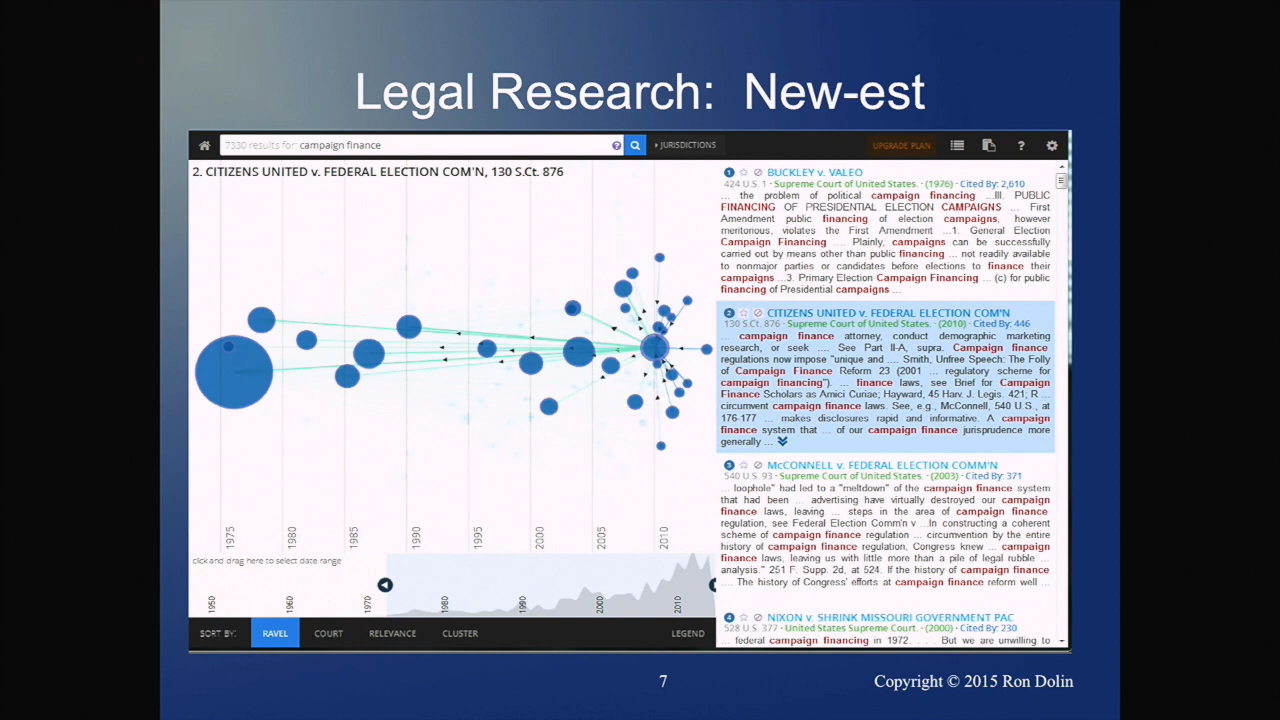 Legal Research: New-est
7330 results for: campaign finance
JURISDICTIONS
UPGRADE PLAN
?
2. CITIZENS UNITED v. FEDERAL ELECTION COM'N, 130 S.Ct. 876
1975
1980
1985
1990
1995
2000
2005
2010
click and drag here to select date range
1950
1960
1970
1980
1990
2000
2010
SORT BY:
RAVEL
COURT
RELEVANCE
CLUSTER
LEGEND
1 BUCKLEY v. VALEO
424 U.S. 1 · Supreme Court of United States. · (1976) · Cited By: 2,610
... the problem of political campaign financing ...III. PUBLIC
FINANCING OF PRESIDENTIAL ELECTION CAMPAIGNS ... First
Amendment public financing of election campaigns, however
meritorious, violates the First Amendment ...1. General Election
Campaign Financing .... Plainly, campaigns can be successfully
carried out by means other than public financing ... not readily available
to nonmajor parties or candidates before elections to finance their
campaigns ...3. Primary Election Campaign Financing ... (c) for public
financing of Presidential campaigns ...
2 CITIZENS UNITED v. FEDERAL ELECTION COM'N
130 S.Ct. 876 · Supreme Court of United States. · (2010) · Cited By: 446
... campaign finance attorney, conduct demographic marketing
research, or seek .... See Part II-A, supra. Campaign finance
regulations now impose "unique and .... Smith, Unfree Speech: The Folly
of Campaign Finance Reform 23 (2001 ... regulatory scheme for
campaign financing"). ... finance laws, see Brief for Campaign
Finance Scholars as Amici Curiae; Hayward, 45 Harv. J. Legis. 421; R ...
circumvent campaign finance laws. See, e.g., McConnell, 540 U.S., at
176-177 ... makes disclosures rapid and informative. A campaign
finance system that ... of our campaign finance jurisprudence more
generally ...
3 McCONNELL v. FEDERAL ELECTION COMM'N
540 U.S. 93 · Supreme Court of United States. · (2003) · Cited By: 371
... loophole" had led to a "meltdown" of the campaign finance system
that had been ... advertising have virtually destroyed our campaign
finance laws, leaving ... steps in the area of campaign finance
regulation, see Federal Election Comm'n v ...In constructing a coherent
scheme of campaign finance regulation ... circumvention by the entire
history of campaign finance regulation, Congress knew ... campaign
finance laws, leaving us with little more than a pile of legal rubble ...
analysis." 251 F. Supp. 2d, at 524. If the history of campaign finance
.... The history of Congress' efforts at campaign finance reform well ...
4 NIXON v. SHRINK MISSOURI GOVERNMENT PAC
528 U.S. 377 · United States Supreme Court. · (2000) · Cited By: 230
... federal campaign financing in 1972. ... But we are unwilling to
7
Copyright © 2015 Ron Dolin